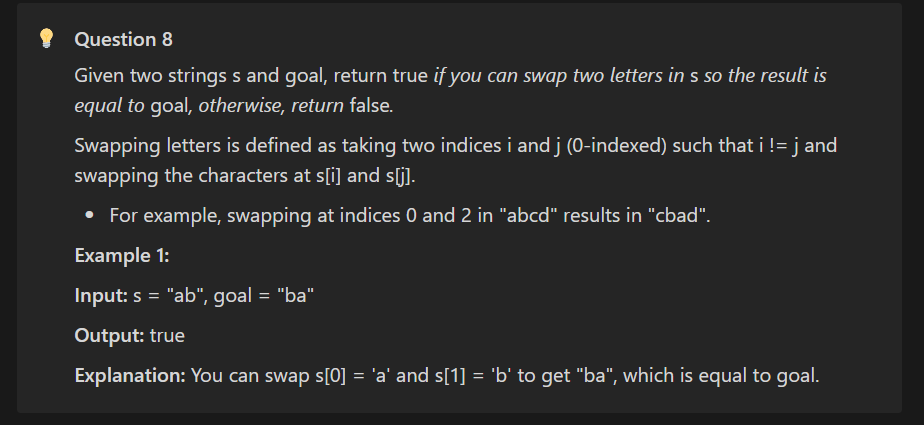 Question 8
Given two strings s and goal, return true if you can swap two letters in s so the result is
equal to goal, otherwise, return false.
Swapping letters is defined as taking two indices i and j (0-indexed) such that i != j and
swapping the characters at s[i] and s[j].
• For example, swapping at indices 0 and 2 in "abcd" results in "cbad".
Example 1:
Input: s = "ab", goal = "ba"
Output: true
Explanation: You can swap s[0] = 'a' and s[1] = 'b' to get "ba", which is equal to goal.